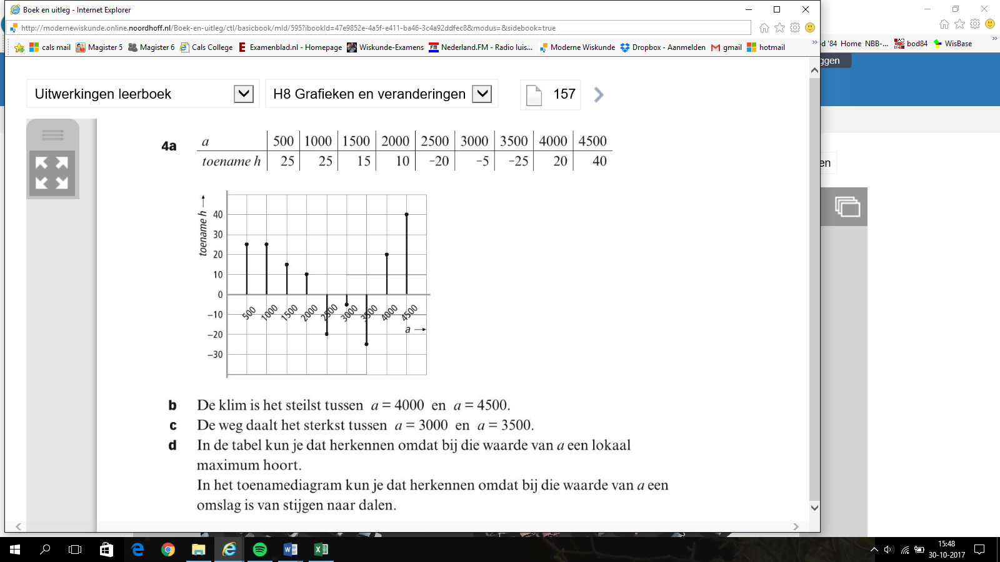 Boek en uitleg - Internet Explorer
http://modernewiskunde.online.noordhoff.nl/Boek-en-uitleg/ctl/basicbook/mId/595?ibookId=47e9852e-4a5f-e411-ba46-3c4a92ddfec8&modus=&sidebook=true
cals mail Magister 5 Magister 6 Cals College Examenblad.nl - Homepage Wiskunde-Examens Nederland.FM - Radio luis... Moderne Wiskunde Dropbox - Aanmelden gmail hotmail »
d '84 Home NBB-... bod84 WisBase »
ggen
Uitwerkingen leerboek H8 Grafieken en veranderingen 157
en
4a a 500 1000 1500 2000 2500 3000 3500 4000 4500
toename h 25 25 15 10 -20 -5 -25 20 40
toename h →
40
30
20
10
0
–10
–20
–30
500 1000 1500 2000 2500 3000 3500 4000 4500
a →
b De klim is het steilst tussen a = 4000 en a = 4500.
c De weg daalt het sterkst tussen a = 3000 en a = 3500.
d In de tabel kun je dat herkennen omdat bij die waarde van a een lokaal
maximum hoort.
In het toenamediagram kun je dat herkennen omdat bij die waarde van a een
omslag is van stijgen naar dalen.
15:48
30-10-2017